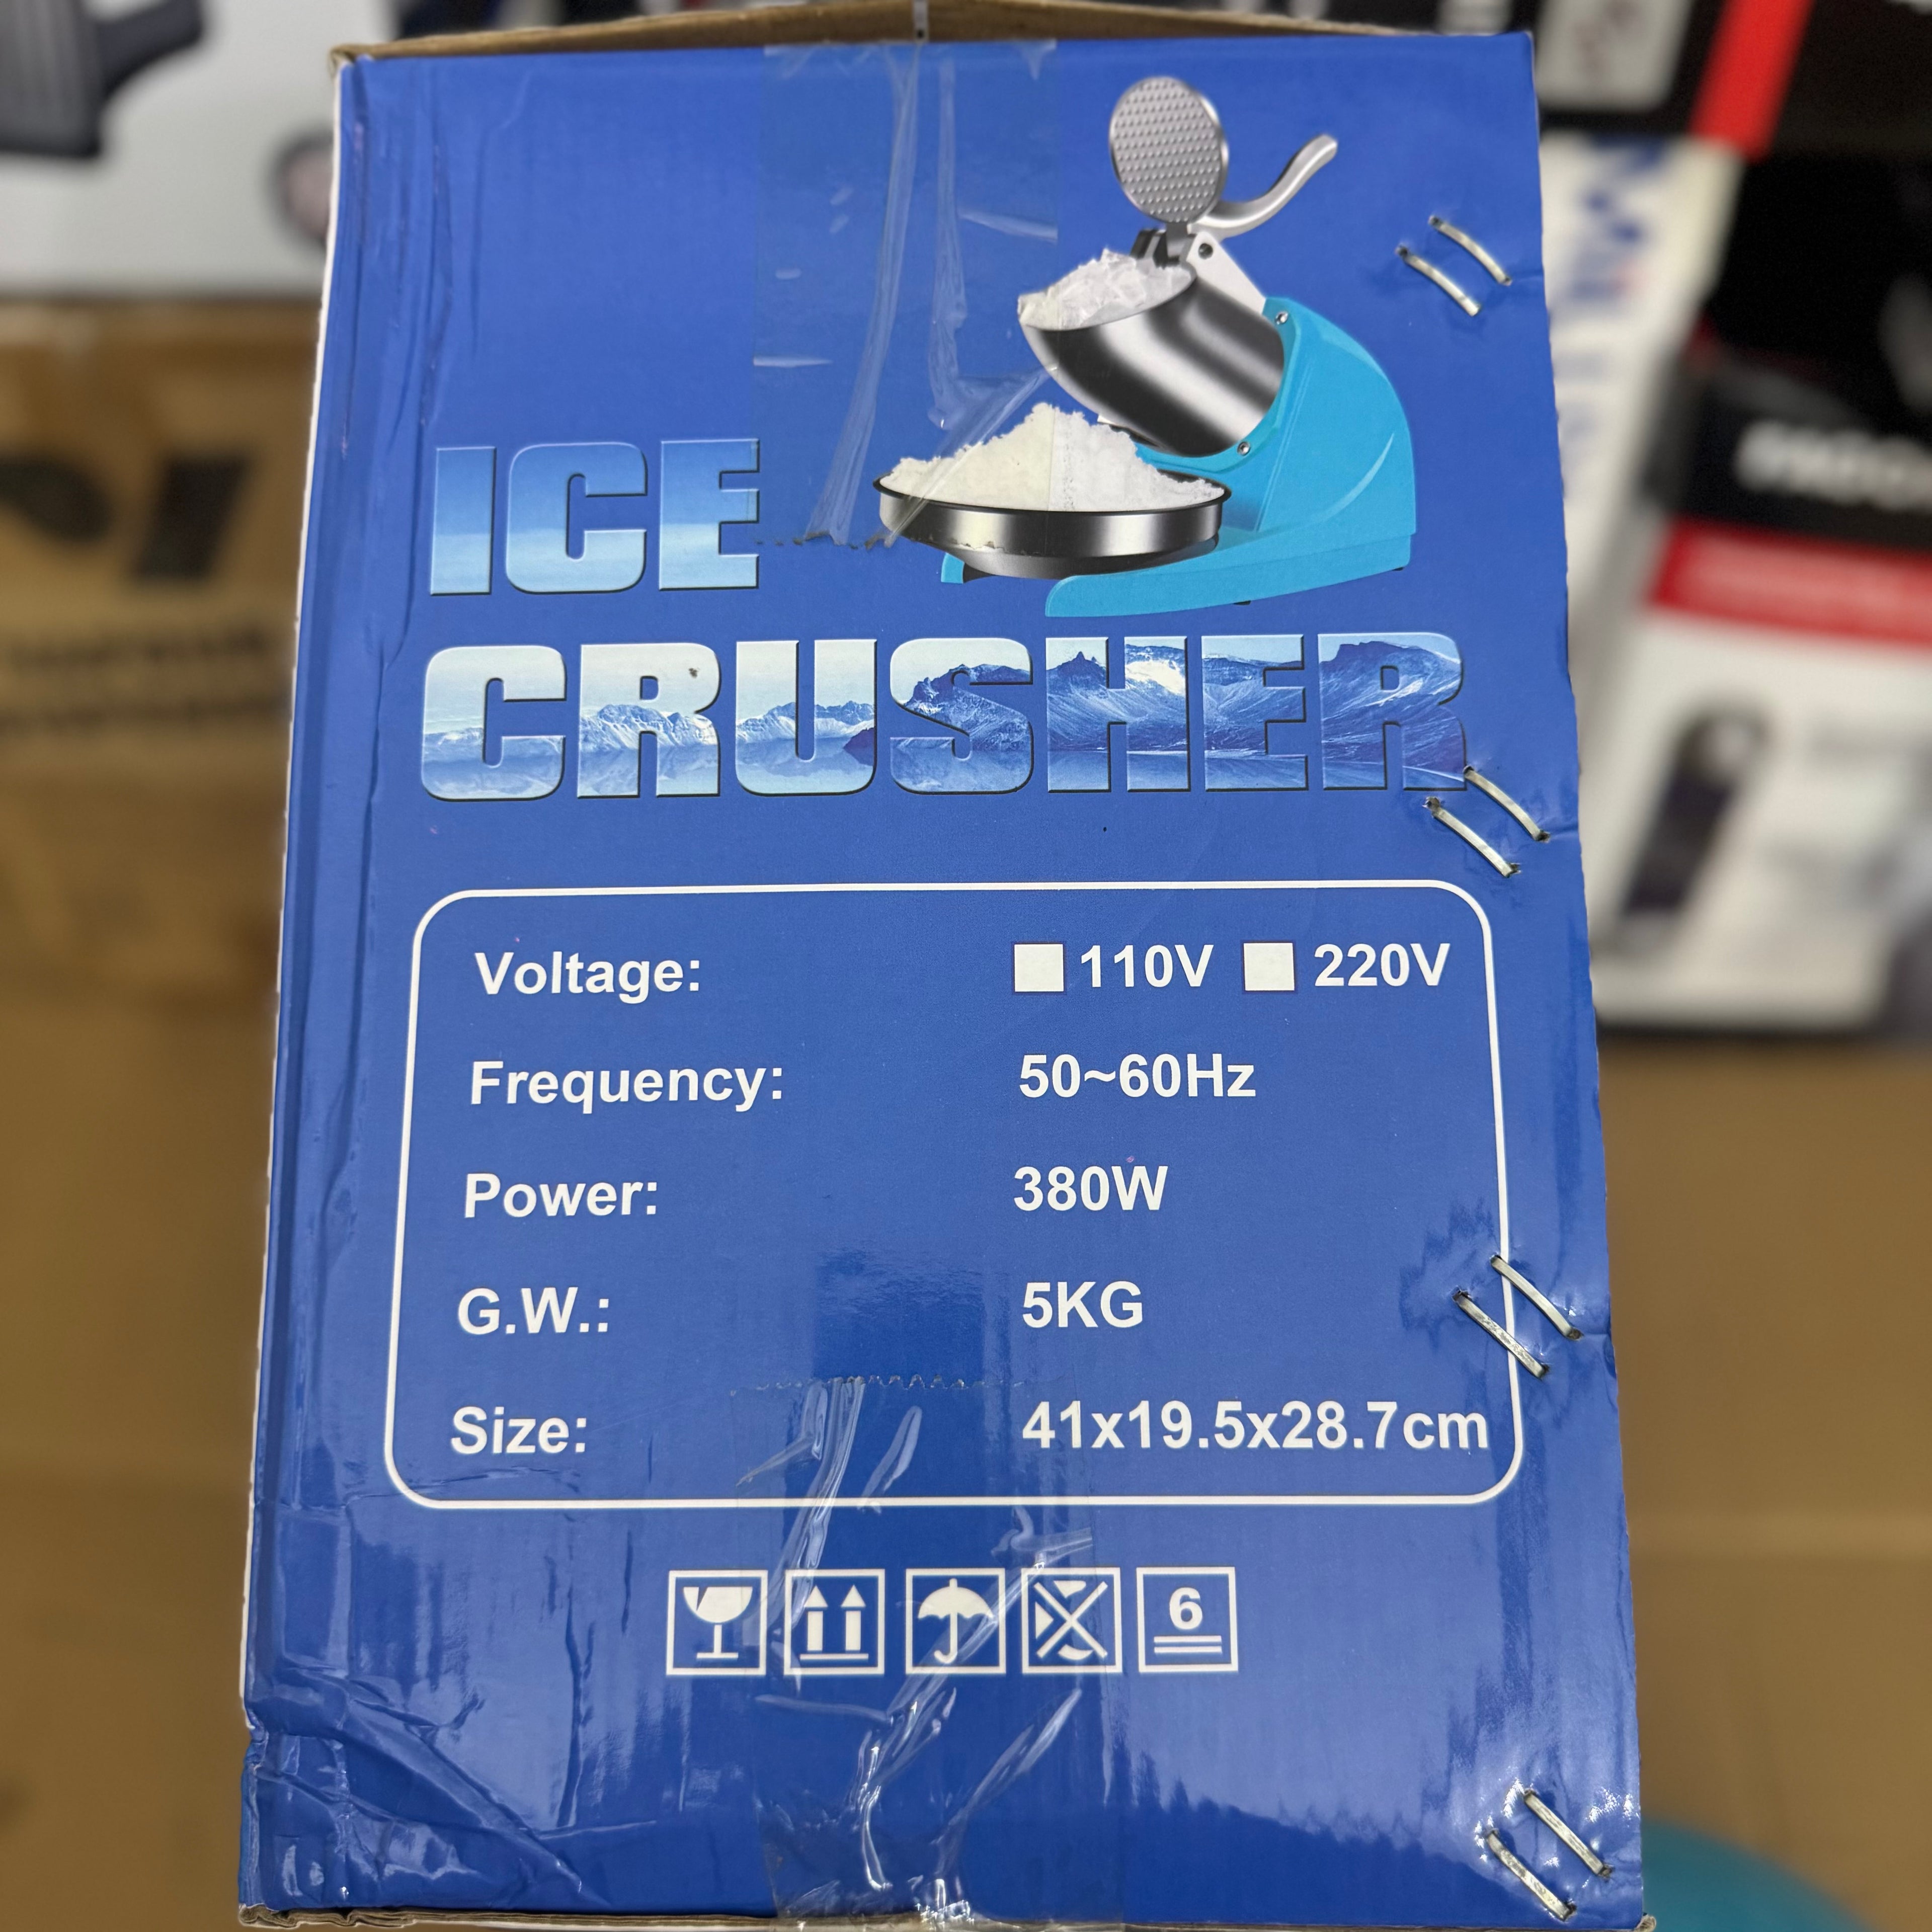 ICE
CRUSHER
Voltage: 110V 220V
Frequency: 50~60Hz
Power: 380W
G.W.: 5KG
Size: 41x19.5x28.7cm
6